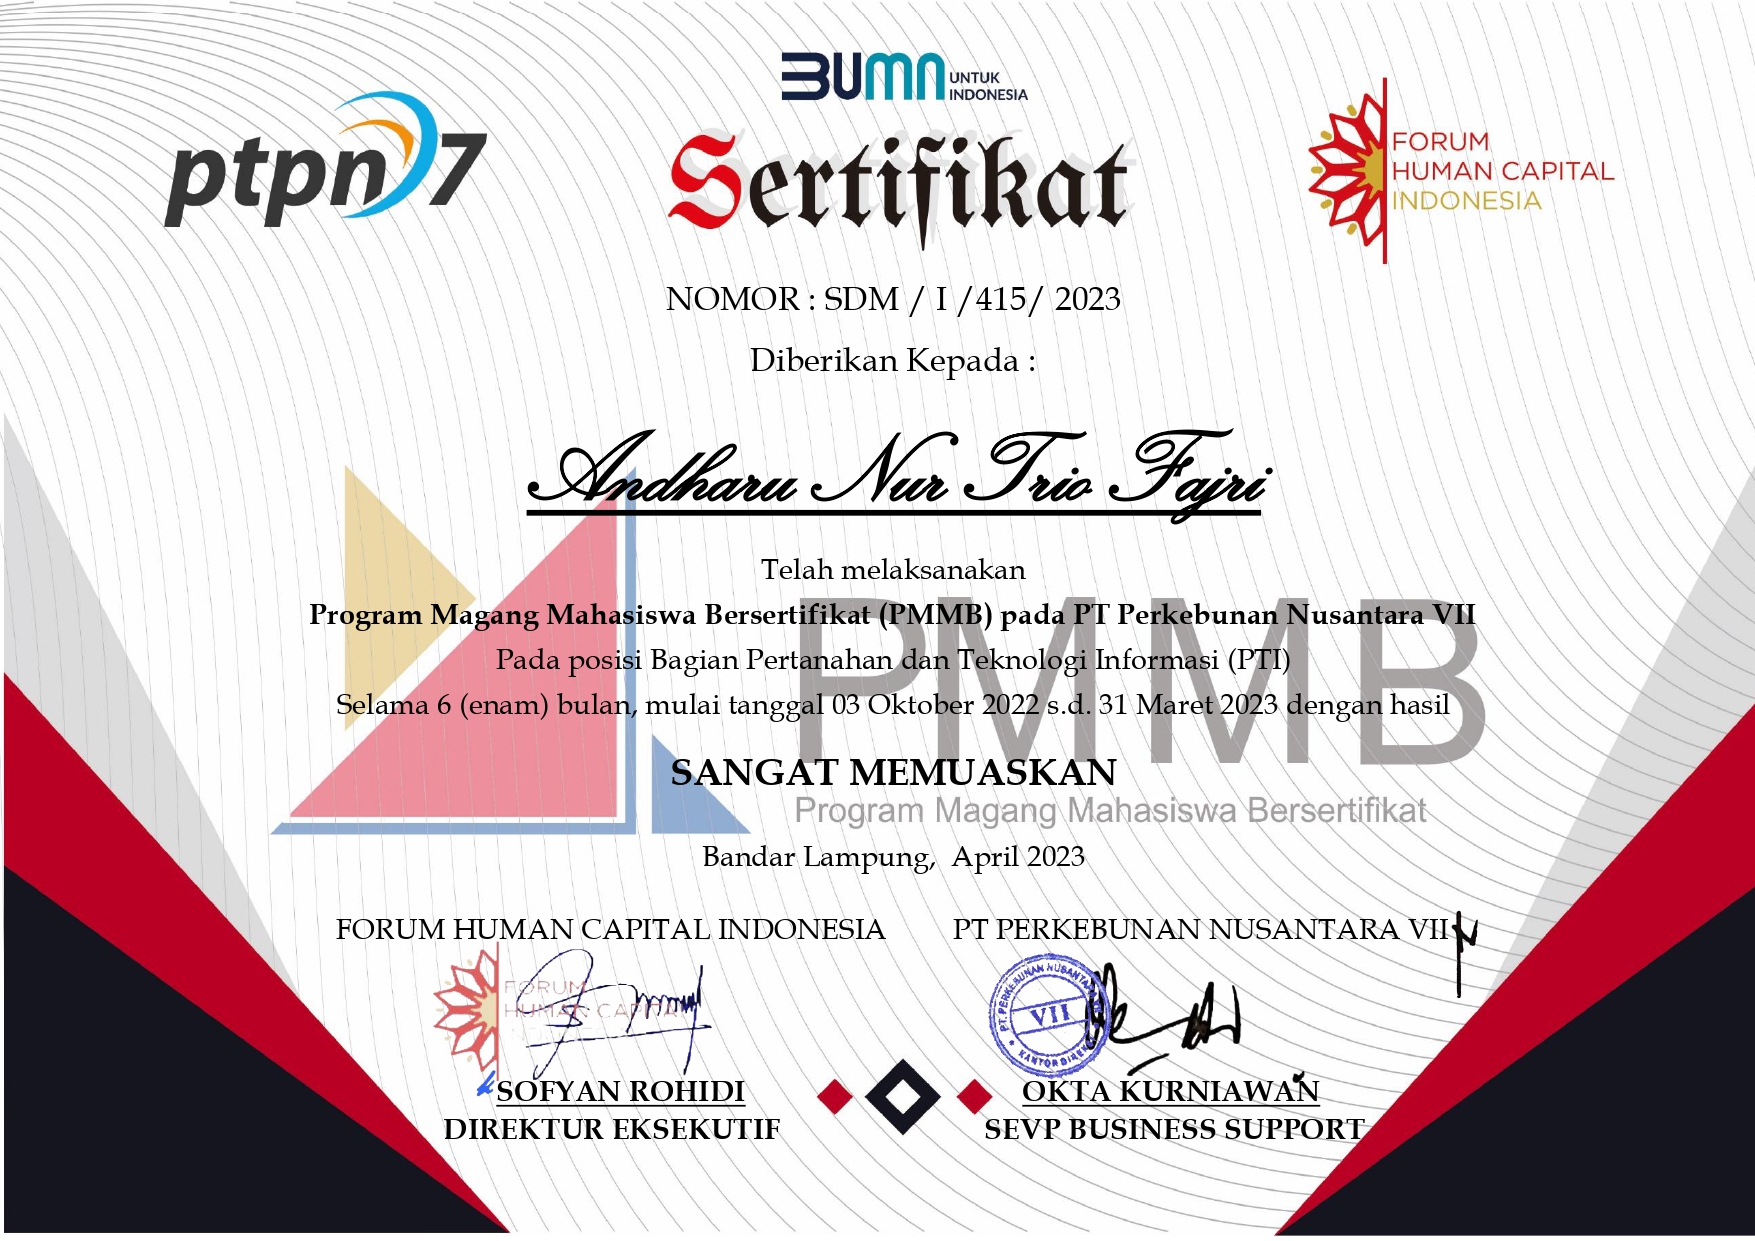 BUMN UNTUK
INDONESIA
ptpn 7
Sertifikat
FORUM
HUMAN CAPITAL
INDONESIA
NOMOR : SDM / I /415/ 2023
Diberikan Kepada :
Andharu Nur Trio Fajri
Telah melaksanakan
Program Magang Mahasiswa Bersertifikat (PMMB) pada PT Perkebunan Nusantara VII
Pada posisi Bagian Pertanahan dan Teknologi Informasi (PTI)
Selama 6 (enam) bulan, mulai tanggal 03 Oktober 2022 s.d. 31 Maret 2023 dengan hasil
PMMB
SANGAT MEMUASKAN
Program Magang Mahasiswa Bersertifikat
Bandar Lampung,  April 2023
FORUM HUMAN CAPITAL INDONESIA
PT PERKEBUNAN NUSANTARA VII
FORUM
HUMAN CAPITAL
PT. PERKEBUNAN NUSANTARA VII
VII
KANTOR DIREKSI
SOFYAN ROHIDI
DIREKTUR EKSEKUTIF
OKTA KURNIAWAN
SEVP BUSINESS SUPPORT